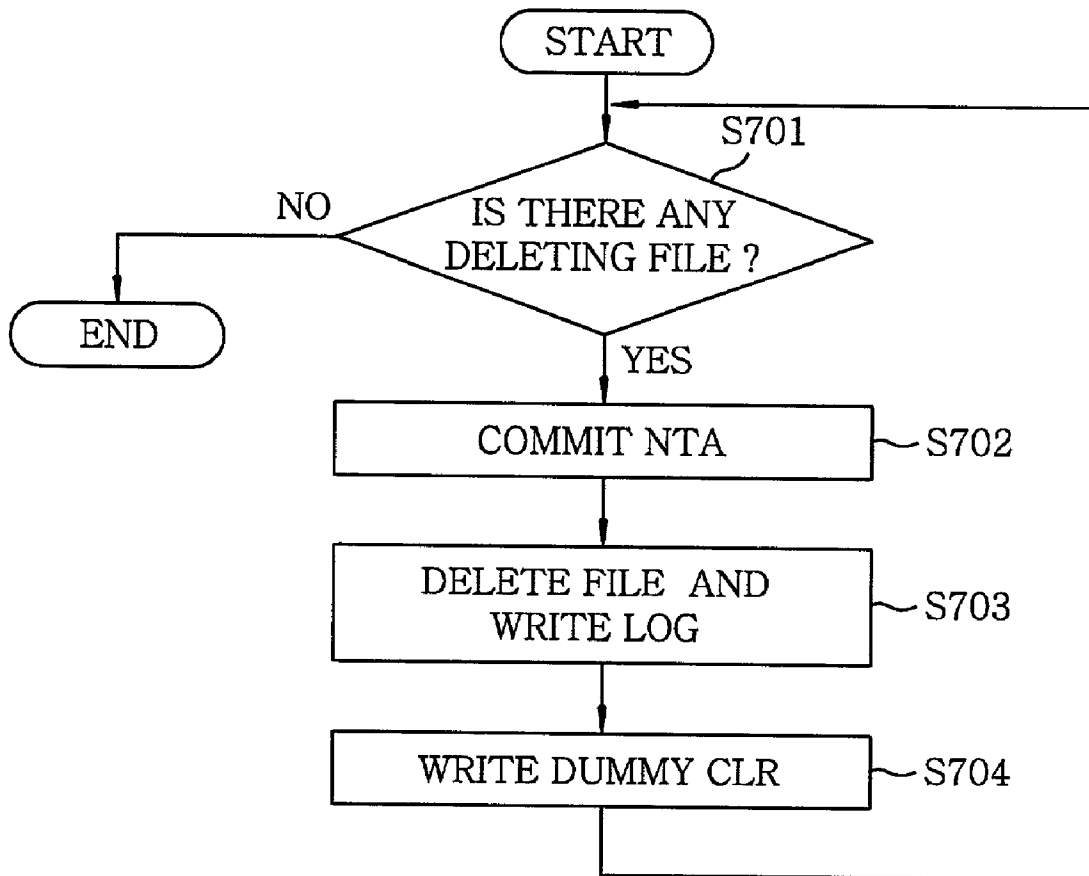 START
S701
NO
IS THERE ANY
DELETING FILE ?
END
YES
COMMIT NTA
S702
DELETE FILE AND
WRITE LOG
S703
WRITE DUMMY CLR
S704